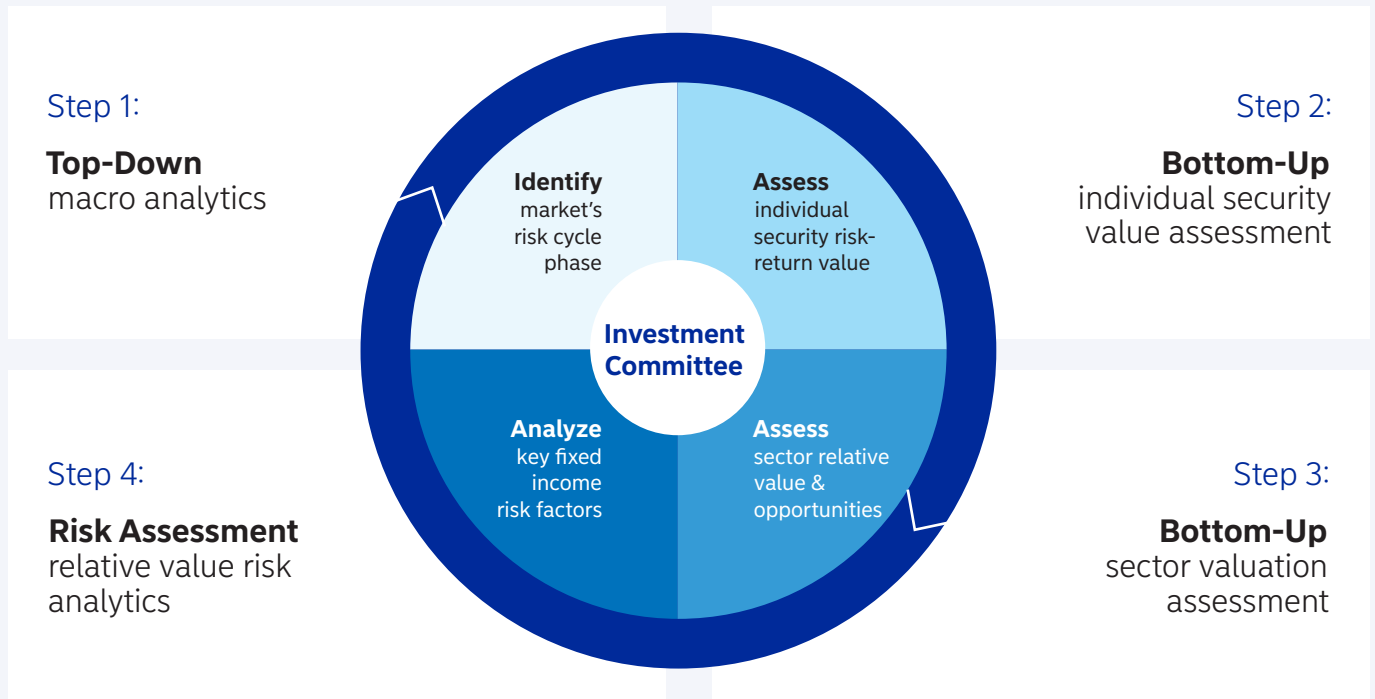 Step 1:
Top-Down
macro analytics
Identify
market’s
risk cycle
phase
Assess
individual
security risk-
return value
Step 2:
Bottom-Up
individual security
value assessment
Investment
Committee
Step 4:
Risk Assessment
relative value risk
analytics
Analyze
key fixed
income
risk factors
Assess
sector relative
value &
opportunities
Step 3:
Bottom-Up
sector valuation
assessment